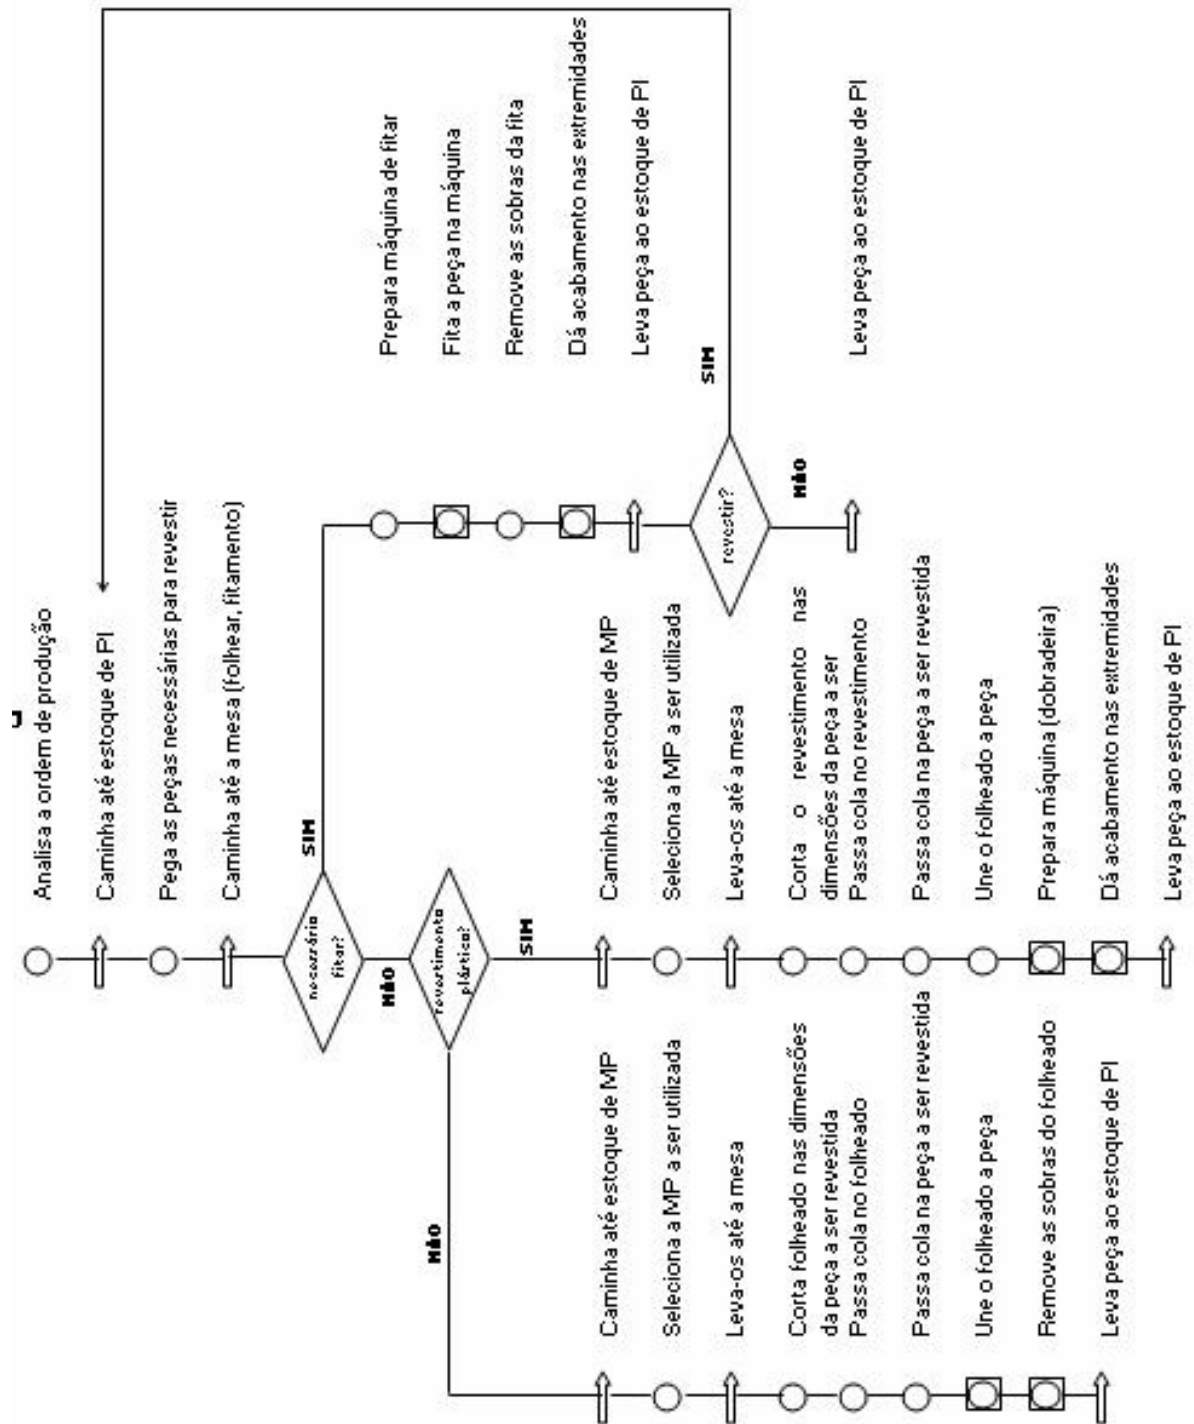 Analisa a ordem de produção
Caminha até estoque de PI
Pega as peças necessárias para revestir
Caminha até a mesa (folhear, fitamento)
necessário
fitar?
SIM
NÃO
Prepara máquina de fitar
Fita a peça na máquina
Remove as sobras da fita
Dá acabamento nas extremidades
Leva peça ao estoque de PI
revestir?
SIM
NÃO
Leva peça ao estoque de PI
revestimento
plástico?
SIM
NÃO
Caminha até estoque de MP
Seleciona a MP a ser utilizada
Leva-os até a mesa
Corta o revestimento nas
dimensões da peça a ser
Passa cola no revestimento
Passa cola na peça a ser revestida
Une o folheado a peça
Prepara máquina (dobradeira)
Dá acabamento nas extremidades
Leva peça ao estoque de PI
Caminha até estoque de MP
Seleciona a MP a ser utilizada
Leva-os até a mesa
Corta folheado nas dimensões
da peça a ser revestida
Passa cola no folheado
Passa cola na peça a ser revestida
Une o folheado a peça
Remove as sobras do folheado
Leva peça ao estoque de PI